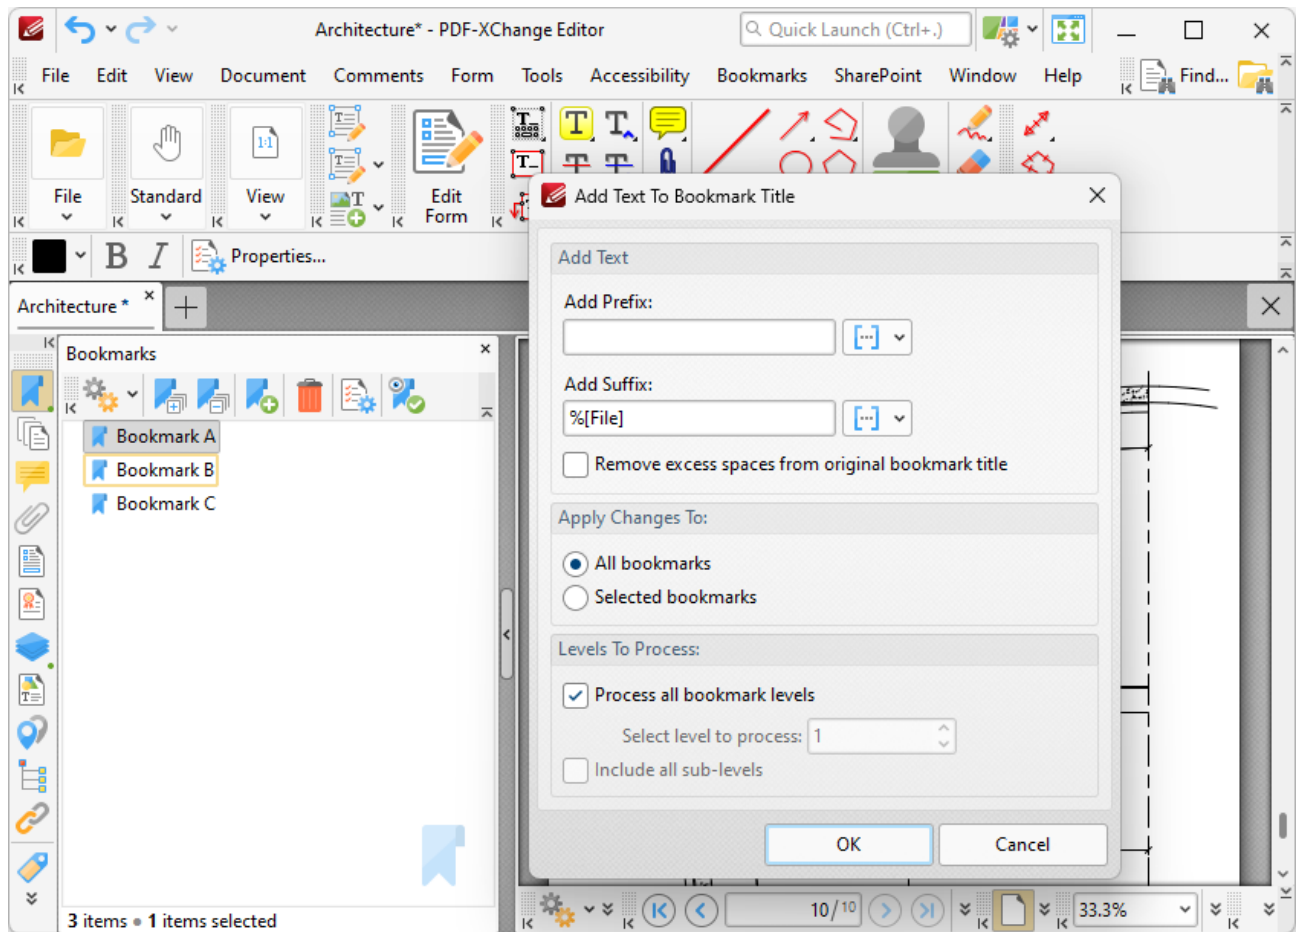 Architecture* - PDF-XChange Editor
Quick Launch (Ctrl+.)
File Edit View Document Comments Form Tools Accessibility Bookmarks SharePoint Window Help
Find...
File
Standard
1:1
View
T
T
T
Edit
Form
T
T
T
T
T
T
Add Text To Bookmark Title
B I Properties...
Architecture *
Bookmarks
Bookmark A
Bookmark B
Bookmark C
3 items • 1 items selected
Add Text
Add Prefix:
Add Suffix:
%[File]
Remove excess spaces from original bookmark title
Apply Changes To:
All bookmarks
Selected bookmarks
Levels To Process:
Process all bookmark levels
Select level to process: 1
Include all sub-levels
OK Cancel
10/10
33.3%